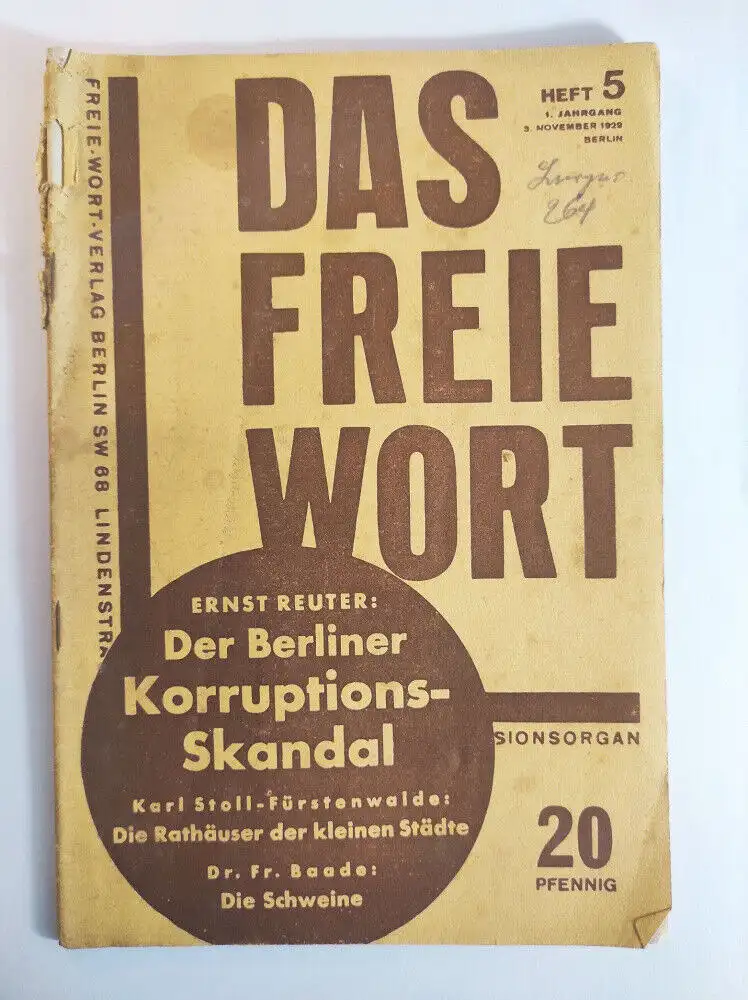 FREIE-WORT-VERLAG BERLIN SW 68 LINDENSTRA
DAS
FREIE
WORT
HEFT 5
1. JAHRGANG
3. NOVEMBER 1929
BERLIN
264
ERNST REUTER:
Der Berliner
Korruptions-
Skandal
Karl Stoll-Fürstenwalde:
Die Rathäuser der kleinen Städte
Dr. Fr. Baade:
Die Schweine
SIONSORGAN
20
PFENNIG